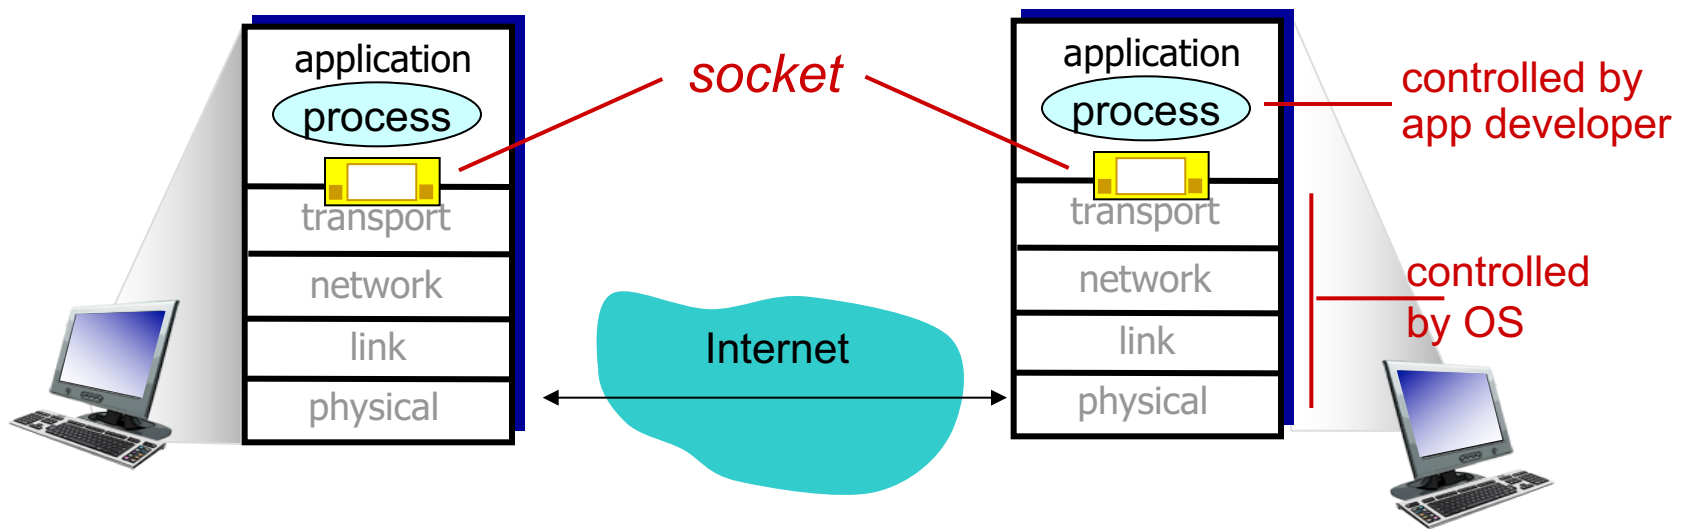 application
process
transport
network
link
physical
socket
Internet
application
process
transport
network
link
physical
controlled by
app developer
controlled
by OS